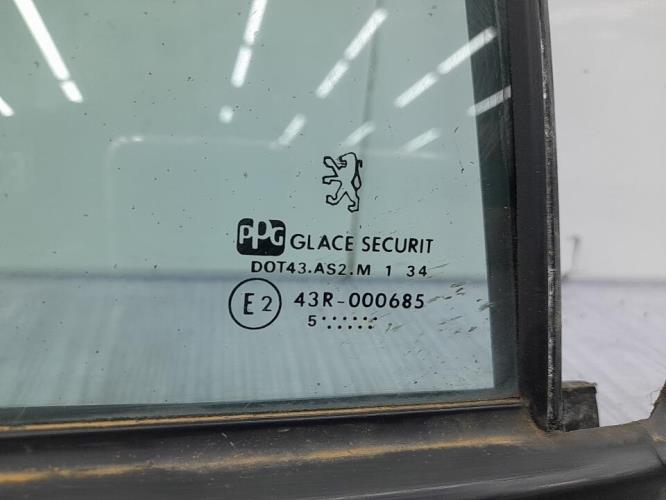 PPG GLACE SECURIT
DOT43.AS2.M 1 34
E2 43R-000685
5